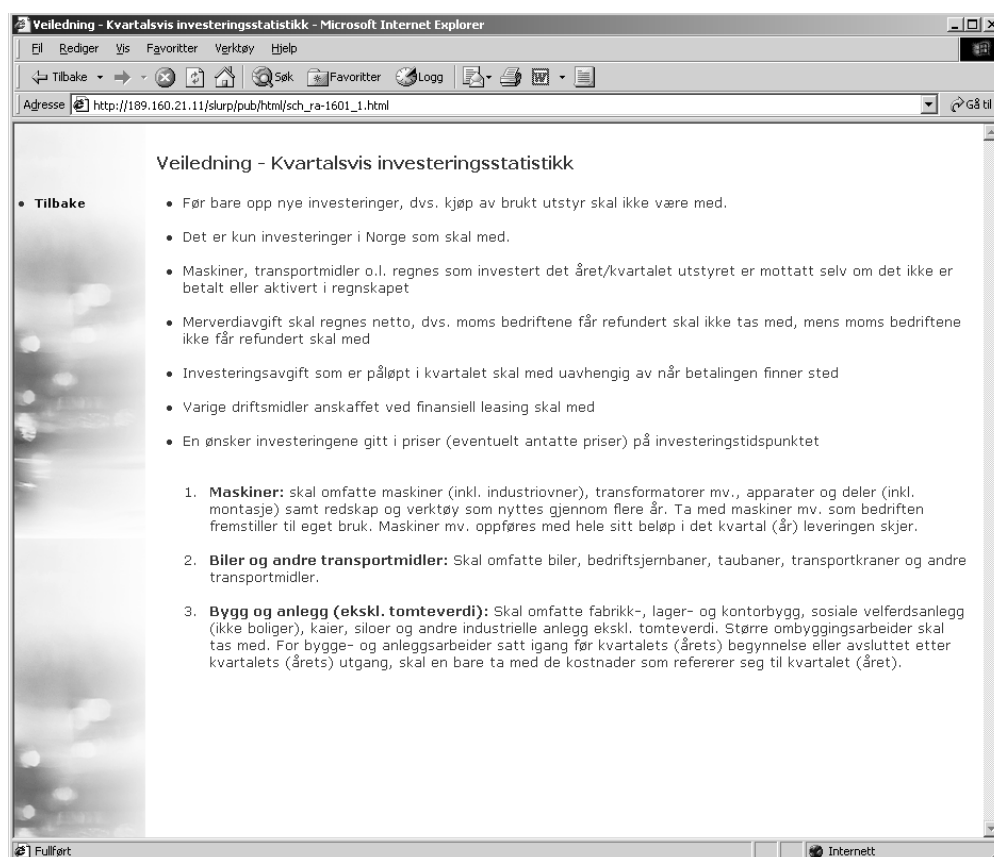 Veiledning - Kvartalsvis investeringsstatistikk - Microsoft Internet Explorer
Fil Rediger Vis Favoritter Verktøy Hjelp
Tilbake Søk Favoritter Logg
Adresse http://189.160.21.11/slurp/pub/html/sch_ra-1601_1.html Gå til
Veiledning - Kvartalsvis investeringsstatistikk
• Tilbake
• Før bare opp nye investeringer, dvs. kjøp av brukt utstyr skal ikke være med.
• Det er kun investeringer i Norge som skal med.
• Maskiner, transportmidler o.l. regnes som investert det året/kvartalet utstyret er mottatt selv om det ikke er
betalt eller aktivert i regnskapet
• Merverdiavgift skal regnes netto, dvs. moms bedriftene får refundert skal ikke tas med, mens moms bedriftene
ikke får refundert skal med
• Investeringsavgift som er påløpt i kvartalet skal med uavhengig av når betalingen finner sted
• Varige driftsmidler anskaffet ved finansiell leasing skal med
• En ønsker investeringene gitt i priser (eventuelt antatte priser) på investeringstidspunktet
1. Maskiner: skal omfatte maskiner (inkl. industriovner), transformatorer mv., apparater og deler (inkl.
montasje) samt redskap og verktøy som nyttes gjennom flere år. Ta med maskiner mv. som bedriften
fremstiller til eget bruk. Maskiner mv. oppføres med hele sitt beløp i det kvartal (år) leveringen skjer.
2. Biler og andre transportmidler: Skal omfatte biler, bedriftsjernbaner, taubaner, transportkraner og andre
transportmidler.
3. Bygg og anlegg (ekskl. tomteverdi): Skal omfatte fabrikk-, lager- og kontorbygg, sosiale velferdsanlegg
(ikke boliger), kaier, siloer og andre industrielle anlegg ekskl. tomteverdi. Større ombyggingsarbeider skal
tas med. For bygge- og anleggsarbeider satt igang før kvartalets (årets) begynnelse eller avsluttet etter
kvartalets (årets) utgang, skal en bare ta med de kostnader som refererer seg til kvartalet (året).
Fullført Internett